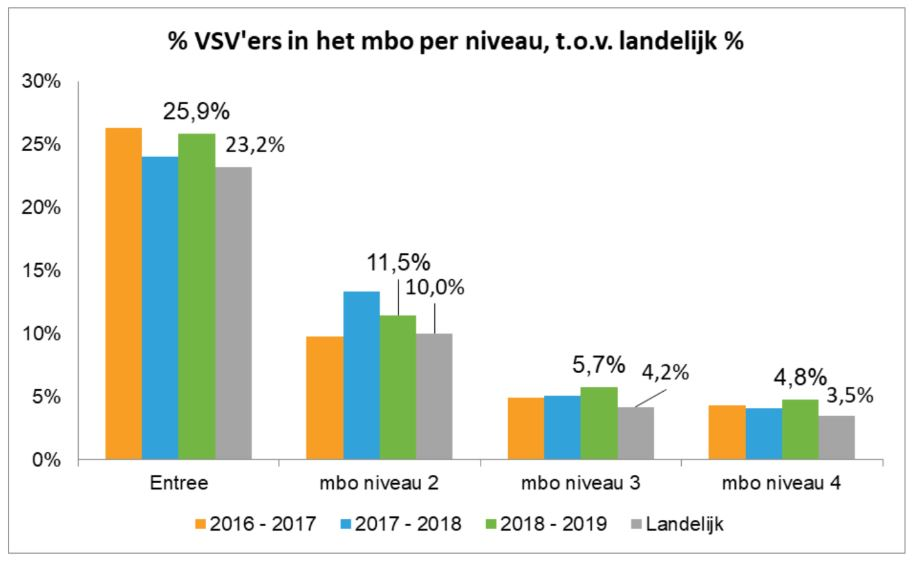 % VSV'ers in het mbo per niveau, t.o.v. landelijk %
30%
25%
20%
15%
10%
5%
0%
25,9%
23,2%
11,5%
10,0%
5,7%
4,2%
4,8%
3,5%
Entree
mbo niveau 2
mbo niveau 3
mbo niveau 4
2016 - 2017
2017 - 2018
2018 - 2019
Landelijk